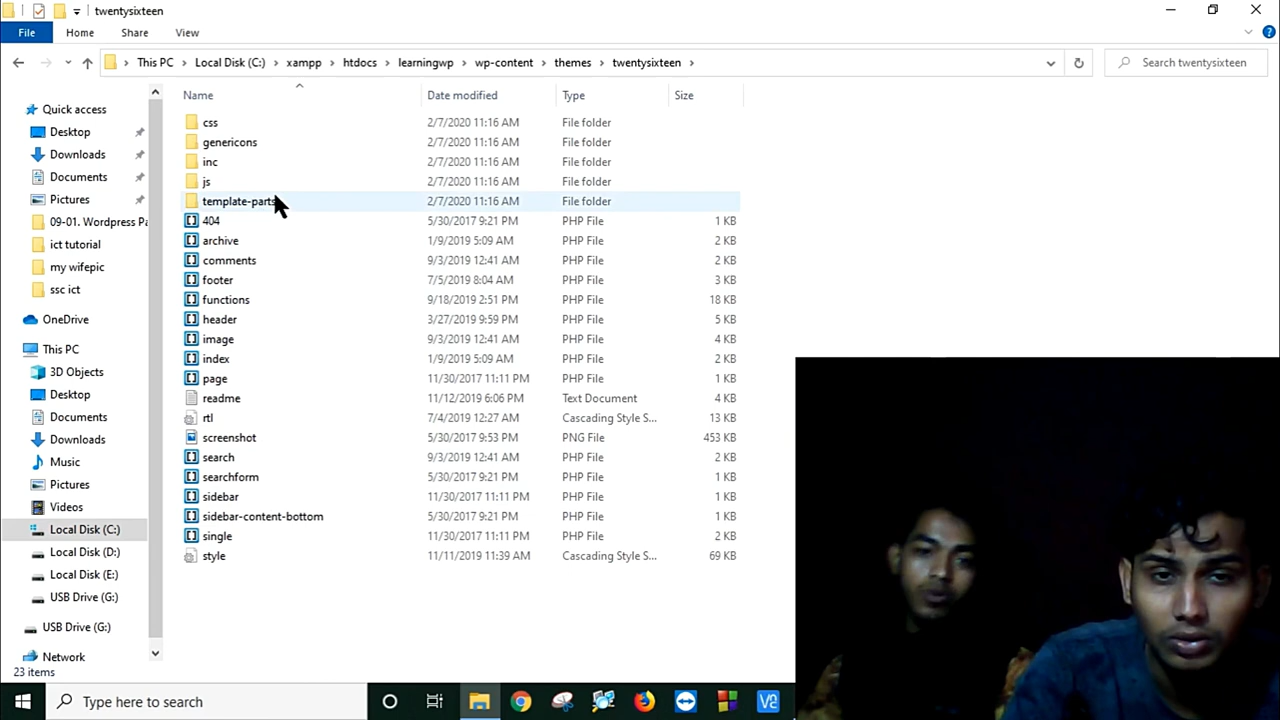 twentysixteen
File Home Share View
This PC Local Disk (C:) xampp htdocs learningwp wp-content themes twentysixteen
Search twentysixteen
Name Date modified Type Size
Quick access
Desktop
Downloads
Documents
Pictures
09-01. Wordpress Pa
ict tutorial
my wifepic
ssc ict
OneDrive
This PC
3D Objects
Desktop
Documents
Downloads
Music
Pictures
Videos
Local Disk (C:)
Local Disk (D:)
Local Disk (E:)
USB Drive (G:)
USB Drive (G:)
Network
css 2/7/2020 11:16 AM File folder
genericons 2/7/2020 11:16 AM File folder
inc 2/7/2020 11:16 AM File folder
js 2/7/2020 11:16 AM File folder
template-parts 2/7/2020 11:16 AM File folder
404 5/30/2017 9:21 PM PHP File 1 KB
archive 1/9/2019 5:09 AM PHP File 2 KB
comments 9/3/2019 12:41 AM PHP File 2 KB
footer 7/5/2019 8:04 AM PHP File 3 KB
functions 9/18/2019 2:51 PM PHP File 18 KB
header 3/27/2019 9:59 PM PHP File 5 KB
image 9/3/2019 12:41 AM PHP File 4 KB
index 1/9/2019 5:09 AM PHP File 2 KB
page 11/30/2017 11:11 PM PHP File 1 KB
readme 11/12/2019 6:06 PM Text Document 4 KB
rtl 7/4/2019 12:27 AM Cascading Style S... 13 KB
screenshot 5/30/2017 9:53 PM PNG File 453 KB
search 9/3/2019 12:41 AM PHP File 2 KB
searchform 5/30/2017 9:21 PM PHP File 1 KB
sidebar 11/30/2017 11:11 PM PHP File 1 KB
sidebar-content-bottom 5/30/2017 9:21 PM PHP File 1 KB
single 11/30/2017 11:11 PM PHP File 2 KB
style 11/11/2019 11:39 AM Cascading Style S... 69 KB
23 items
Type here to search